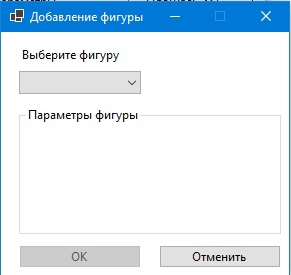 Добавление фигуры
Выберите фигуру
Параметры фигуры
OK
Отменить